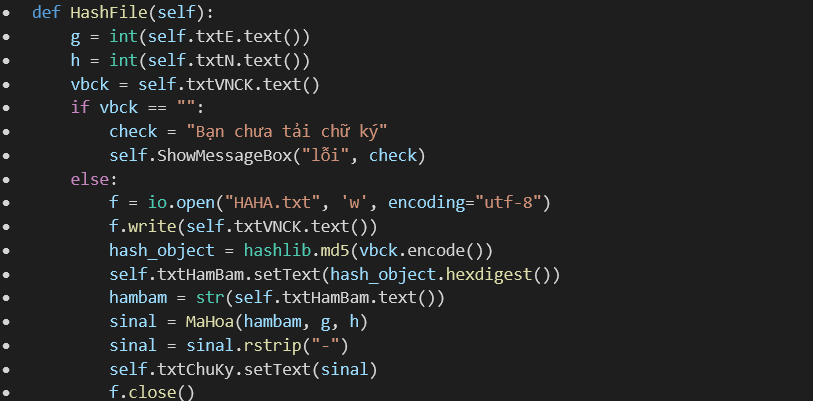 • def HashFile(self):
•     g = int(self.txtE.text())
•     h = int(self.txtN.text())
•     vbck = self.txtVNCK.text()
•     if vbck == "":
•         check = "Bạn chưa tải chữ ký"
•         self.ShowMessageBox("lỗi", check)
•     else:
•         f = io.open("HAHA.txt", 'w', encoding="utf-8")
•         f.write(self.txtVNCK.text())
•         hash_object = hashlib.md5(vbck.encode())
•         self.txtHamBam.setText(hash_object.hexdigest())
•         hambam = str(self.txtHamBam.text())
•         sinal = MaHoa(hambam, g, h)
•         sinal = sinal.rstrip("-")
•         self.txtChuKy.setText(sinal)
•         f.close()